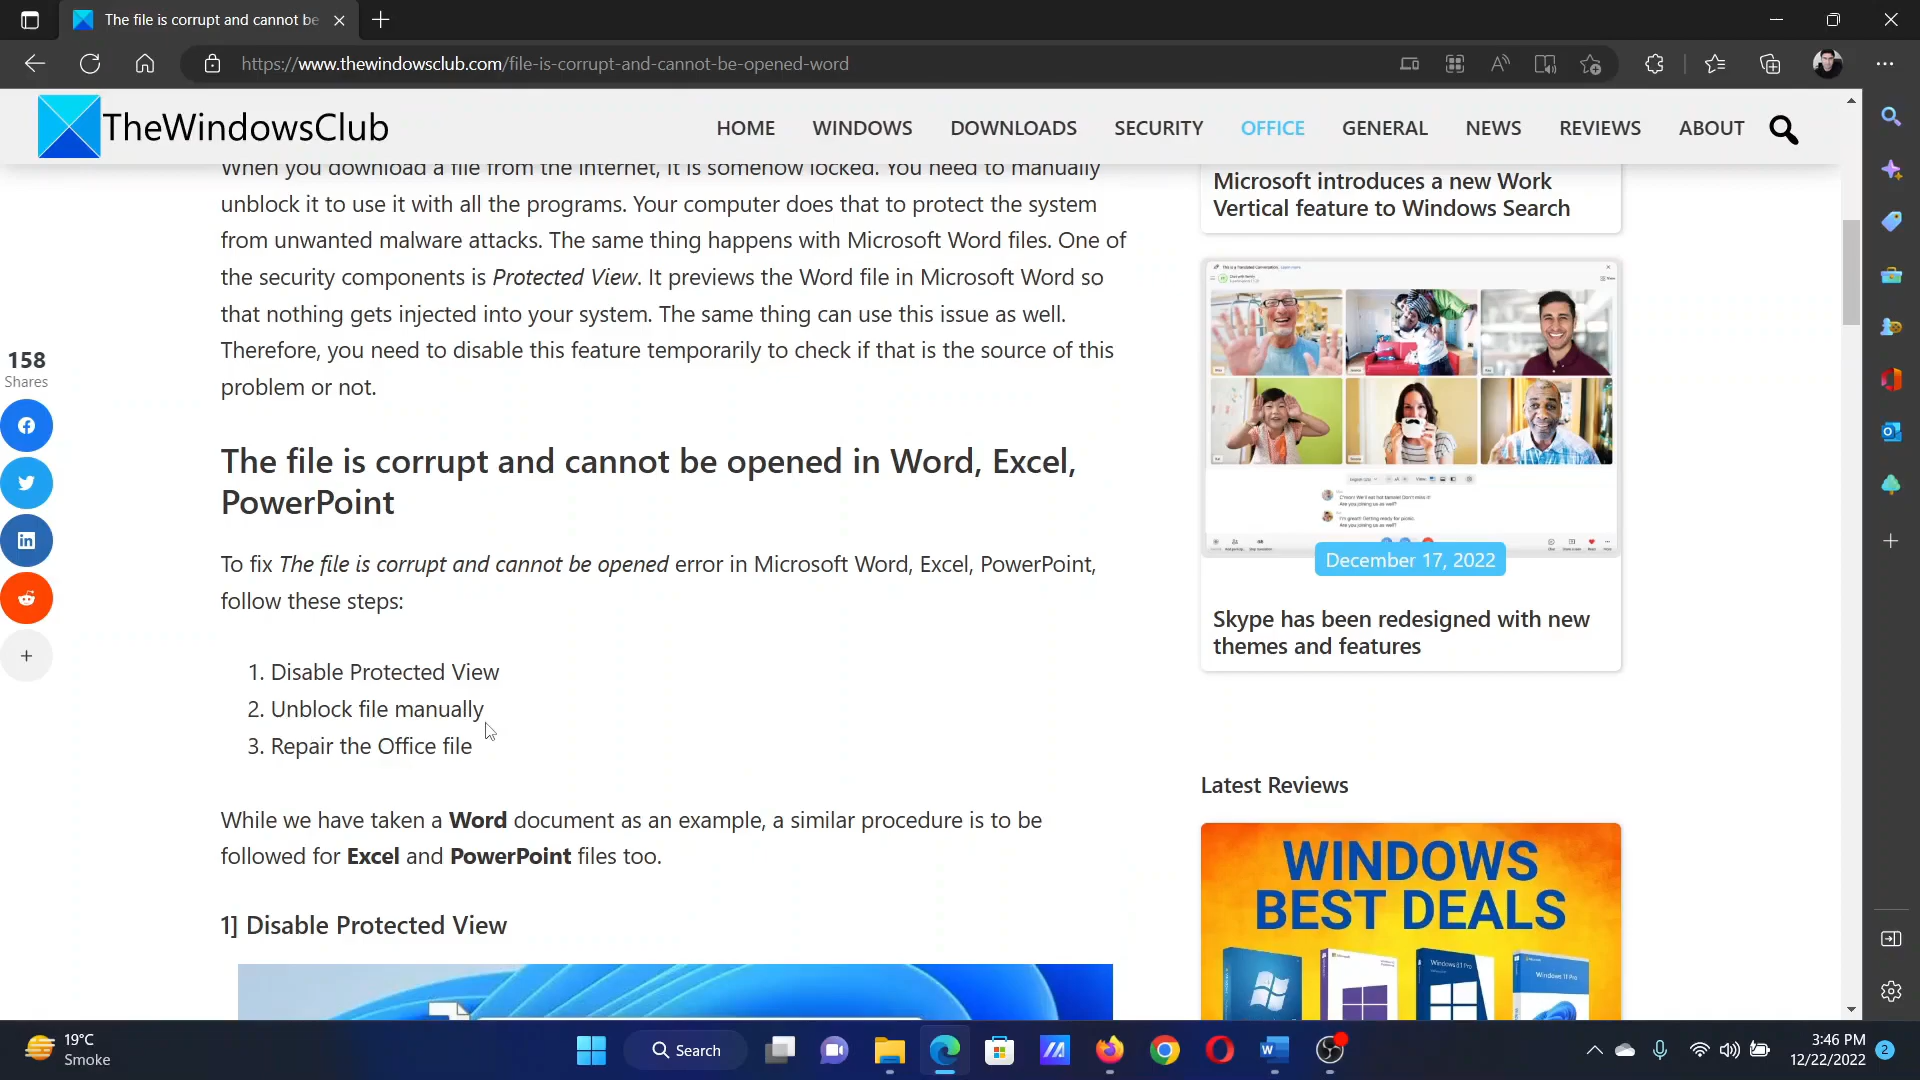 The file is corrupt and cannot be
https://www.thewindowsclub.com/file-is-corrupt-and-cannot-be-opened-word
TheWindowsClub
HOME WINDOWS DOWNLOADS SECURITY OFFICE GENERAL NEWS REVIEWS ABOUT
When you download a file from the internet, it is somehow locked. You need to manually
unblock it to use it with all the programs. Your computer does that to protect the system
from unwanted malware attacks. The same thing happens with Microsoft Word files. One of
the security components is Protected View. It previews the Word file in Microsoft Word so
that nothing gets injected into your system. The same thing can use this issue as well.
Therefore, you need to disable this feature temporarily to check if that is the source of this
problem or not.
158
Shares
The file is corrupt and cannot be opened in Word, Excel,
PowerPoint
To fix The file is corrupt and cannot be opened error in Microsoft Word, Excel, PowerPoint,
follow these steps:
1. Disable Protected View
2. Unblock file manually
3. Repair the Office file
While we have taken a Word document as an example, a similar procedure is to be
followed for Excel and PowerPoint files too.
1] Disable Protected View
Microsoft introduces a new Work
Vertical feature to Windows Search
December 17, 2022
Skype has been redesigned with new
themes and features
Latest Reviews
WINDOWS
BEST DEALS
Windows 8.1 Pro
Windows 11 Pro
19°C
Smoke
Search
3:46 PM
12/22/2022
2